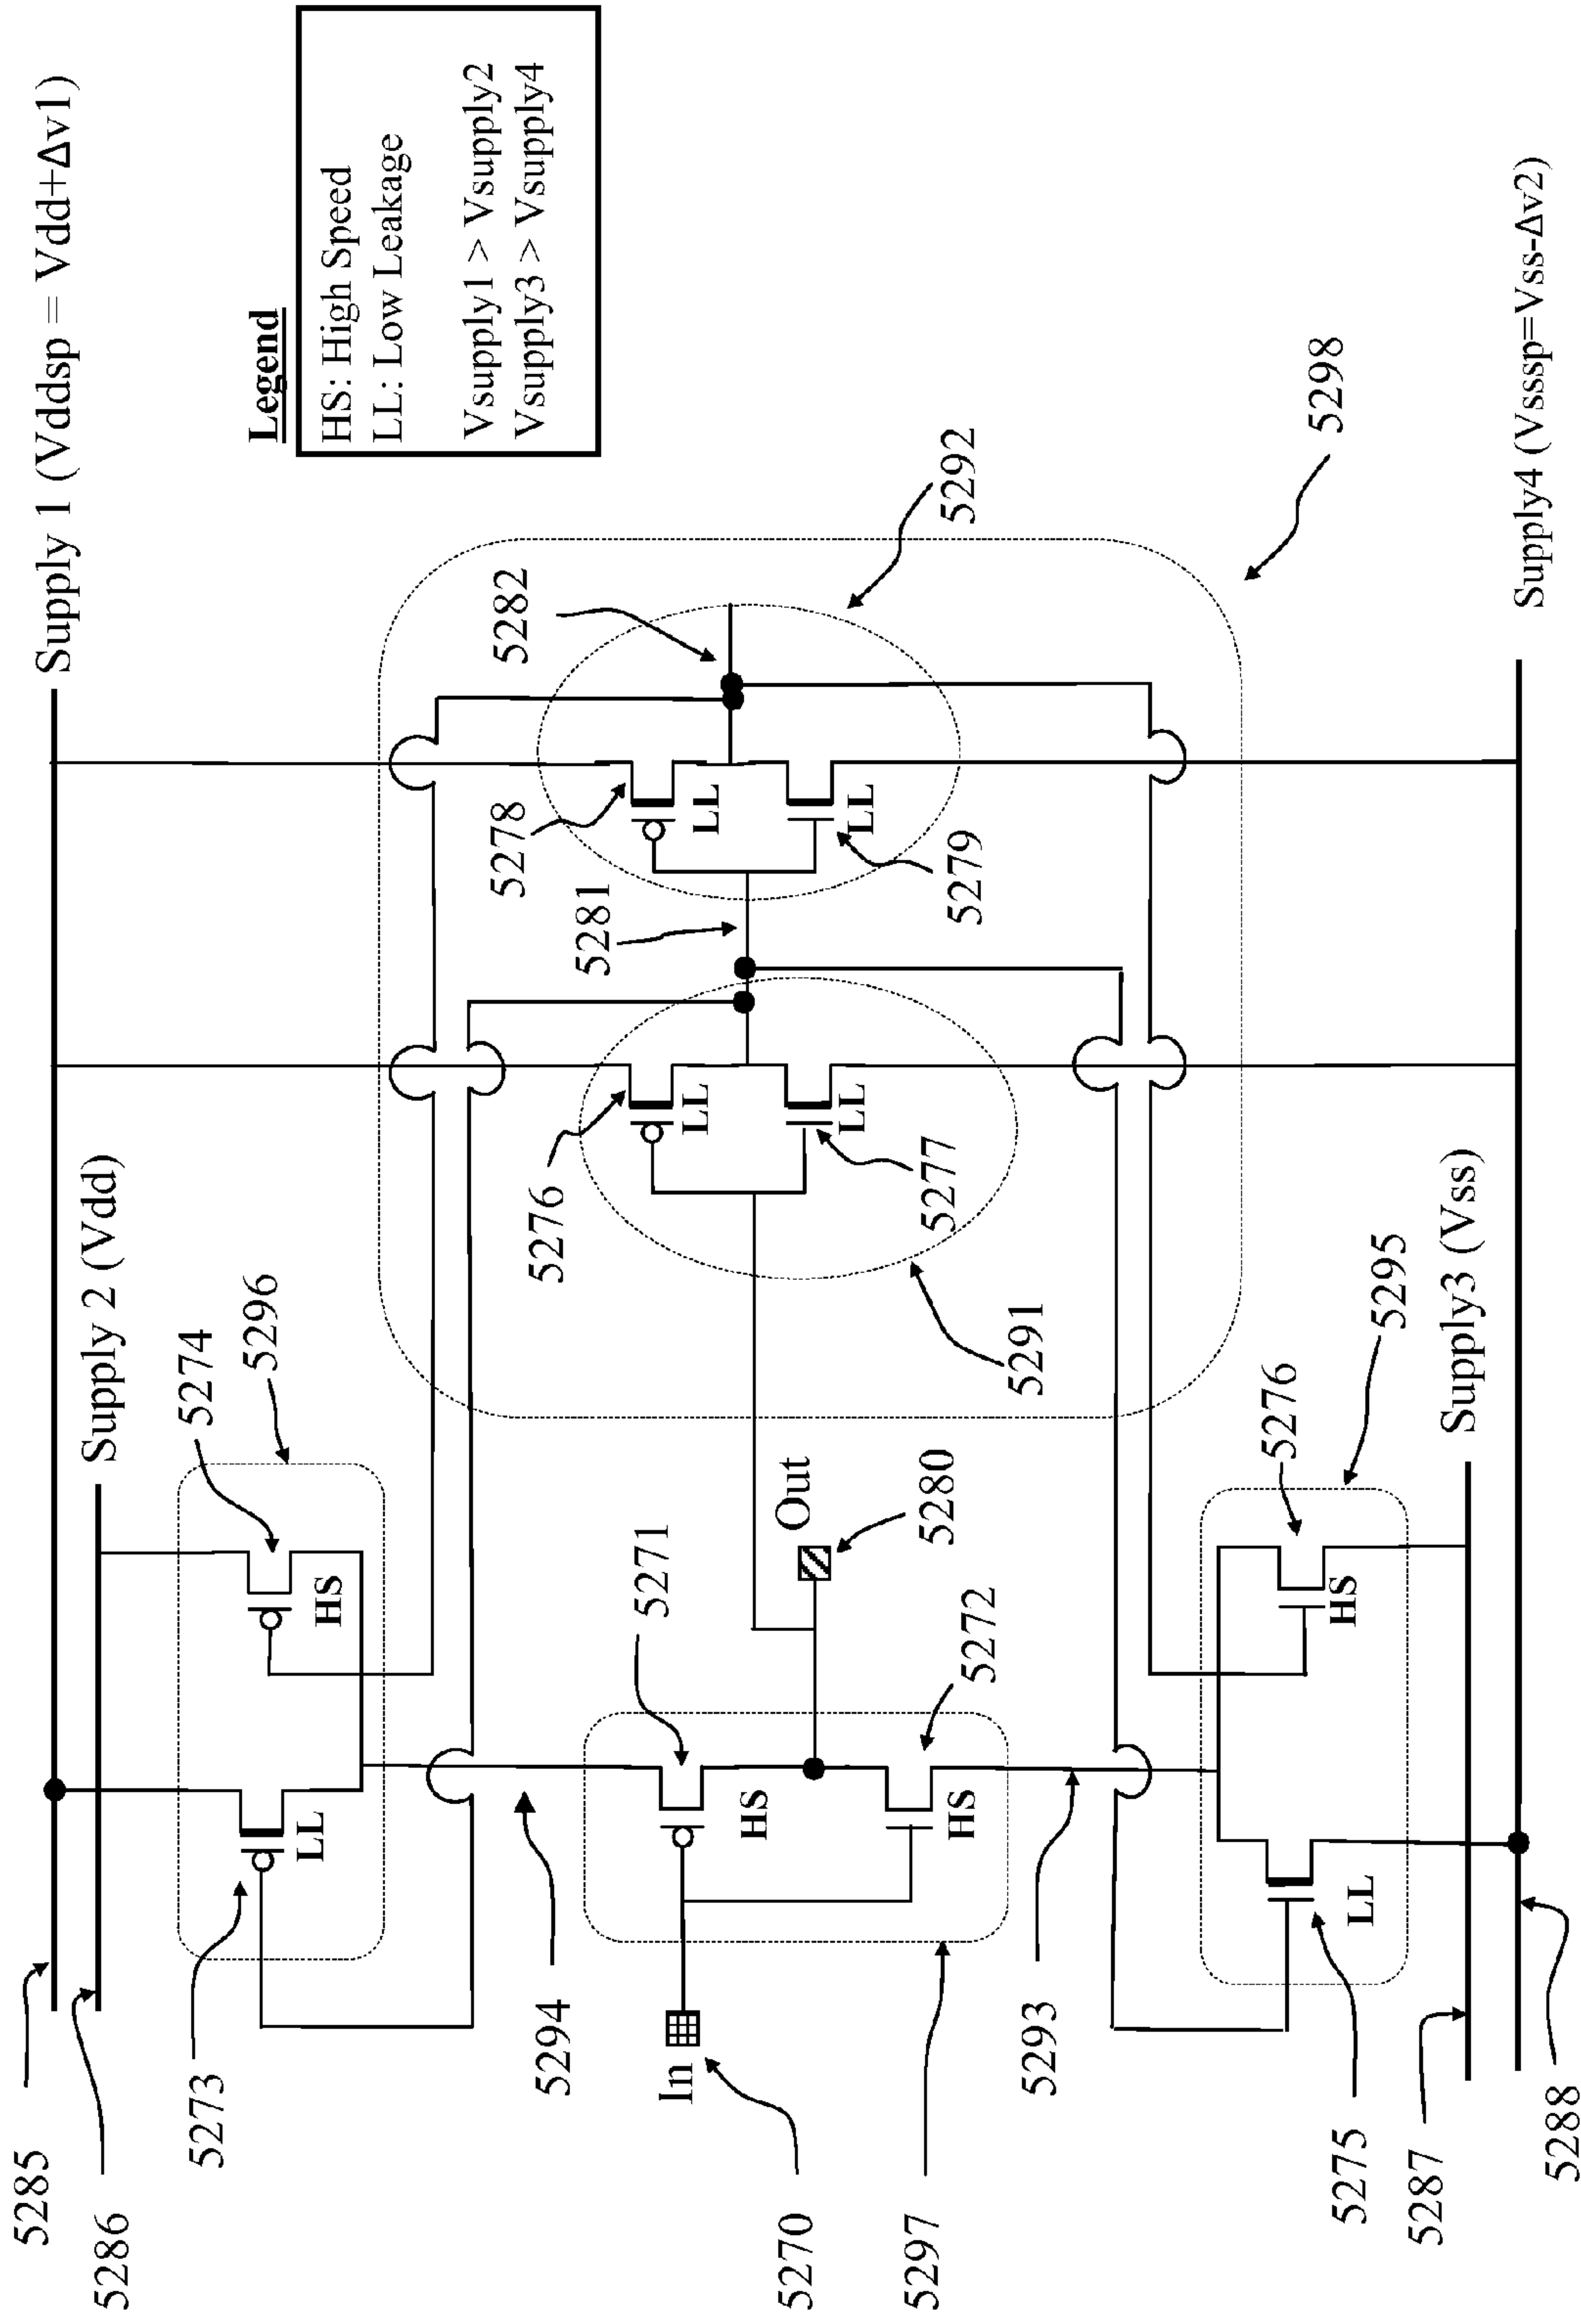 Supply 1 (Vddsp = Vdd+Δv1)
Supply 2 (Vdd)
Legend
HS: High Speed
LL: Low Leakage
Vsupply1 > Vsupply2
Vsupply3 > Vsupply4
5285
5286
5273
5274
5296
LL
HS
5294
In
5270
5297
5271
HS
5272
HS
Out
5280
5293
5276
LL
5277
LL
5291
5281
5278
LL
5279
LL
5282
5292
5298
5275
LL
5276
HS
5295
5287
Supply3 (Vss)
5288
Supply4 (Vsssp=Vss-Δv2)